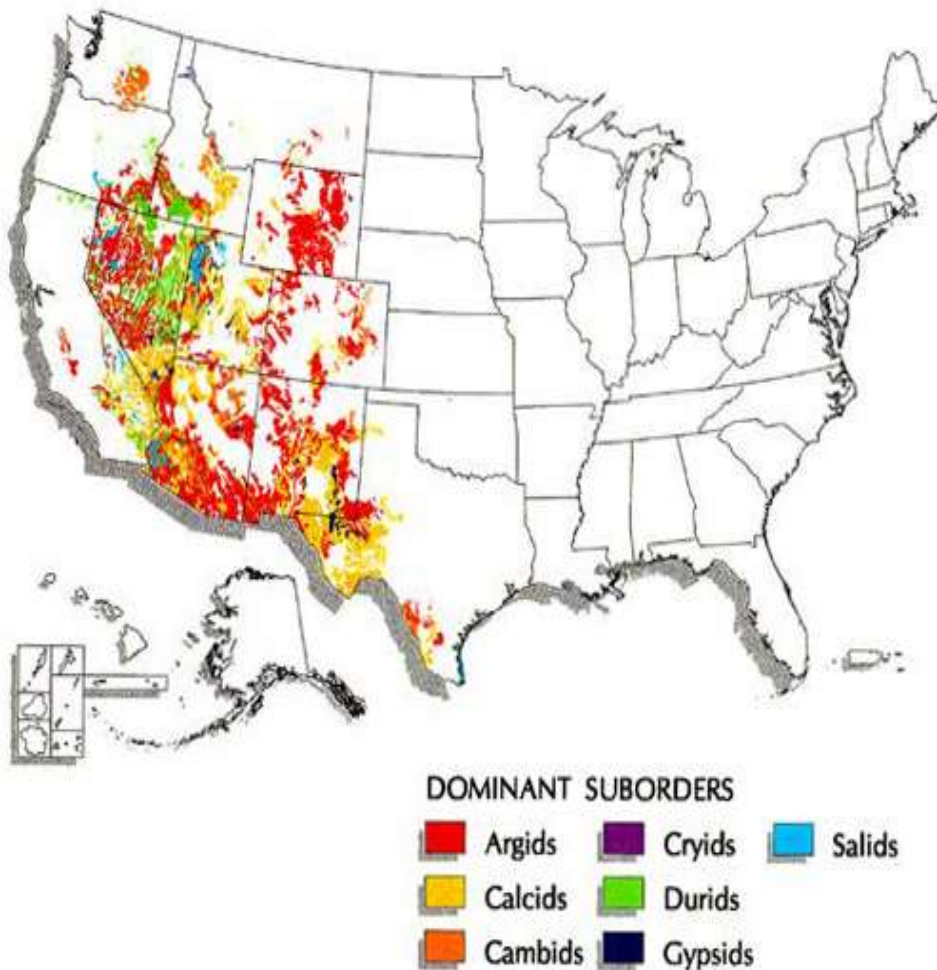 DOMINANT SUBORDERS
Argids
Cryids
Salids
Calcids
Durids
Cambids
Gypsids